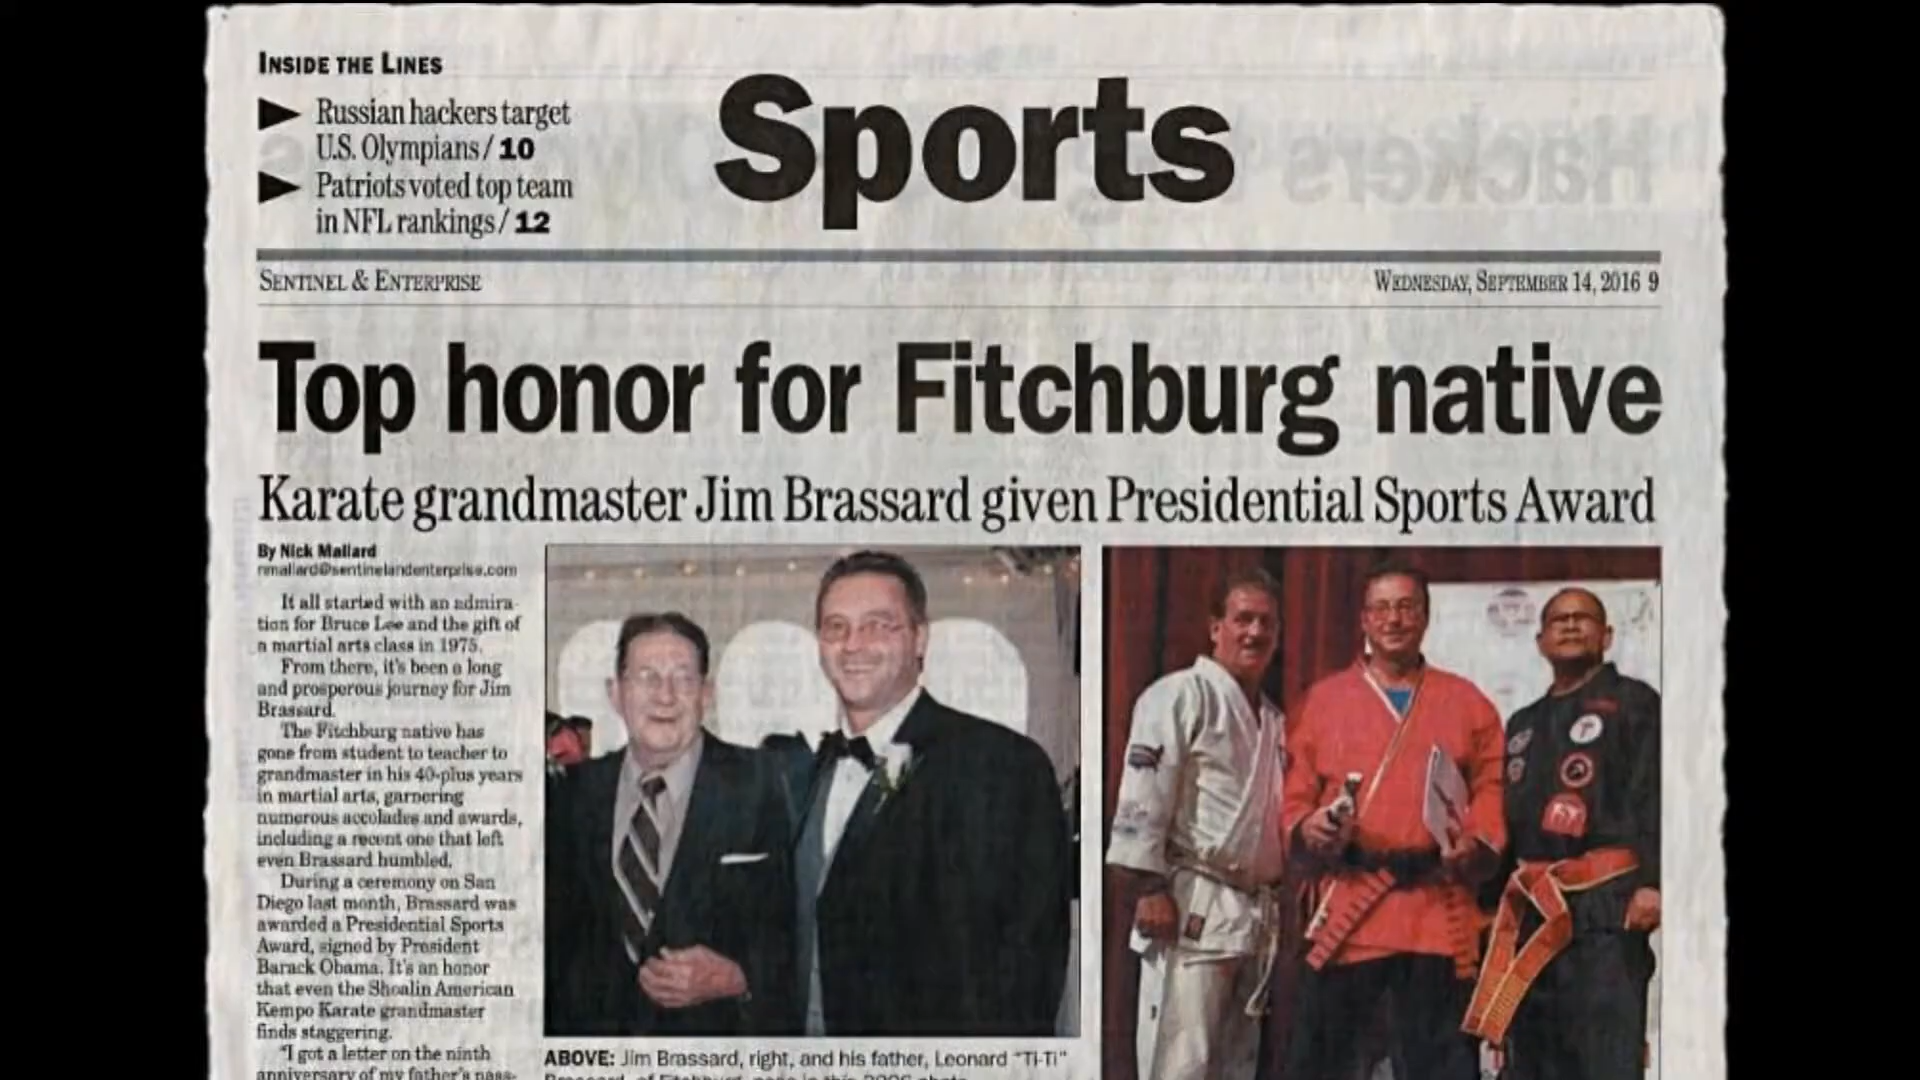 INSIDE THE LINES
Russian hackers target
U.S. Olympians / 10
Patriots voted top team
in NFL rankings / 12
Sports
SENTINEL & ENTERPRISE
WEDNESDAY, SEPTEMBER 14, 2016 9
Top honor for Fitchburg native
Karate grandmaster Jim Brassard given Presidential Sports Award
By Nick Mallard
nmallard@sentinelandenterprise.com
It all started with an admira-
tion for Bruce Lee and the gift of
a martial arts class in 1975.
From there, it's been a long
and prosperous journey for Jim
Brassard.
The Fitchburg native has
gone from student to teacher to
grandmaster in his 40-plus years
in martial arts, garnering
numerous accolades and awards,
including a recent one that left
even Brassard humbled.
During a ceremony on San
Diego last month, Brassard was
awarded a Presidential Sports
Award, signed by President
Barack Obama. It's an honor
that even the Shoalin American
Kempo Karate grandmaster
finds staggering.
"I got a letter on the ninth
anniversary of my father's pass-
ABOVE: Jim Brassard, right, and his father, Leonard "Ti-Ti"